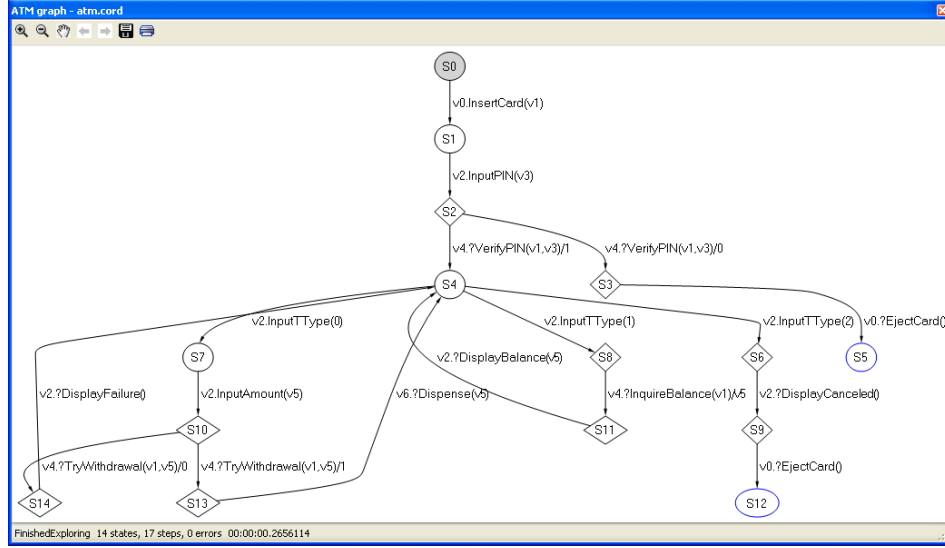 ATM graph - atm.cord
S0
v0.InsertCard(v1)
S1
v2.InputPIN(v3)
S2
v4.?VerifyPIN(v1,v3)/1
v4.?VerifyPIN(v1,v3)/0
S4
S3
v2.InputTType(0)
v2.InputTType(1)
v2.InputTType(2)
v0.?EjectCard()
S7
v2.?DisplayBalance(v5)
S8
S6
S5
v2.?DisplayFailure()
v2.InputAmount(v5)
v6.?Dispense(v5)
v4.?InquireBalance(v1)/v5
v2.?DisplayCanceled()
S10
S11
S9
v4.?TryWithdrawal(v1,v5)/0
v4.?TryWithdrawal(v1,v5)/1
v0.?EjectCard()
S14
S13
S12
FinishedExploring 14 states, 17 steps, 0 errors 00:00:00.2656114